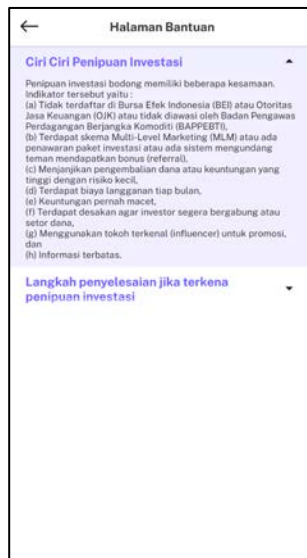 Halaman Bantuan
Ciri Ciri Penipuan Investasi
Penipuan investasi bodong memiliki beberapa kesamaan.
Indikator tersebut yaitu :
(a) Tidak terdaftar di Bursa Efek Indonesia (BEI) atau Otoritas
Jasa Keuangan (OJK) atau tidak diawasi oleh Badan Pengawas
Perdagangan Berjangka Komoditi (BAPPEBTI),
(b) Terdapat skema Multi-Level Marketing (MLM) atau ada
penawaran paket investasi atau ada sistem mengundang
teman mendapatkan bonus (referral),
(c) Menjanjikan pengembalian dana atau keuntungan yang
tinggi dengan risiko kecil,
(d) Terdapat biaya langganan tiap bulan,
(e) Keuntungan pernah macet,
(f) Terdapat desakan agar investor segera bergabung atau
setor dana,
(g) Menggunakan tokoh terkenal (influencer) untuk promosi,
dan
(h) Informasi terbatas.
Langkah penyelesaian jika terkena
penipuan investasi